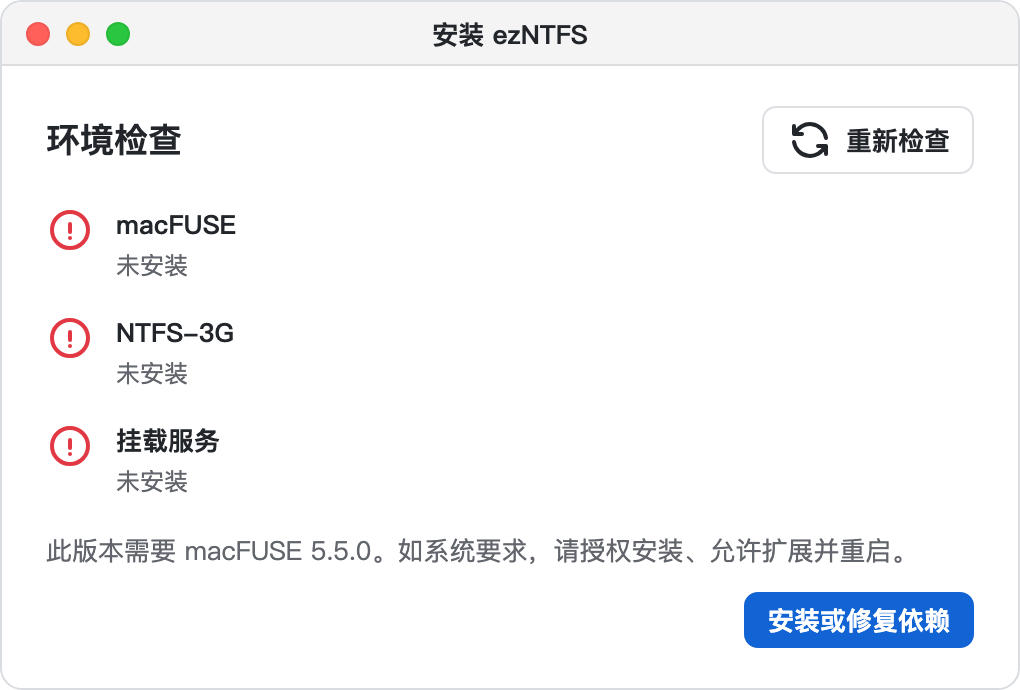 安装 ezNTFS
环境检查
重新检查
macFUSE
未安装
NTFS-3G
未安装
挂载服务
未安装
此版本需要 macFUSE 5.5.0。如系统要求，请授权安装、允许扩展并重启。
安装或修复依赖